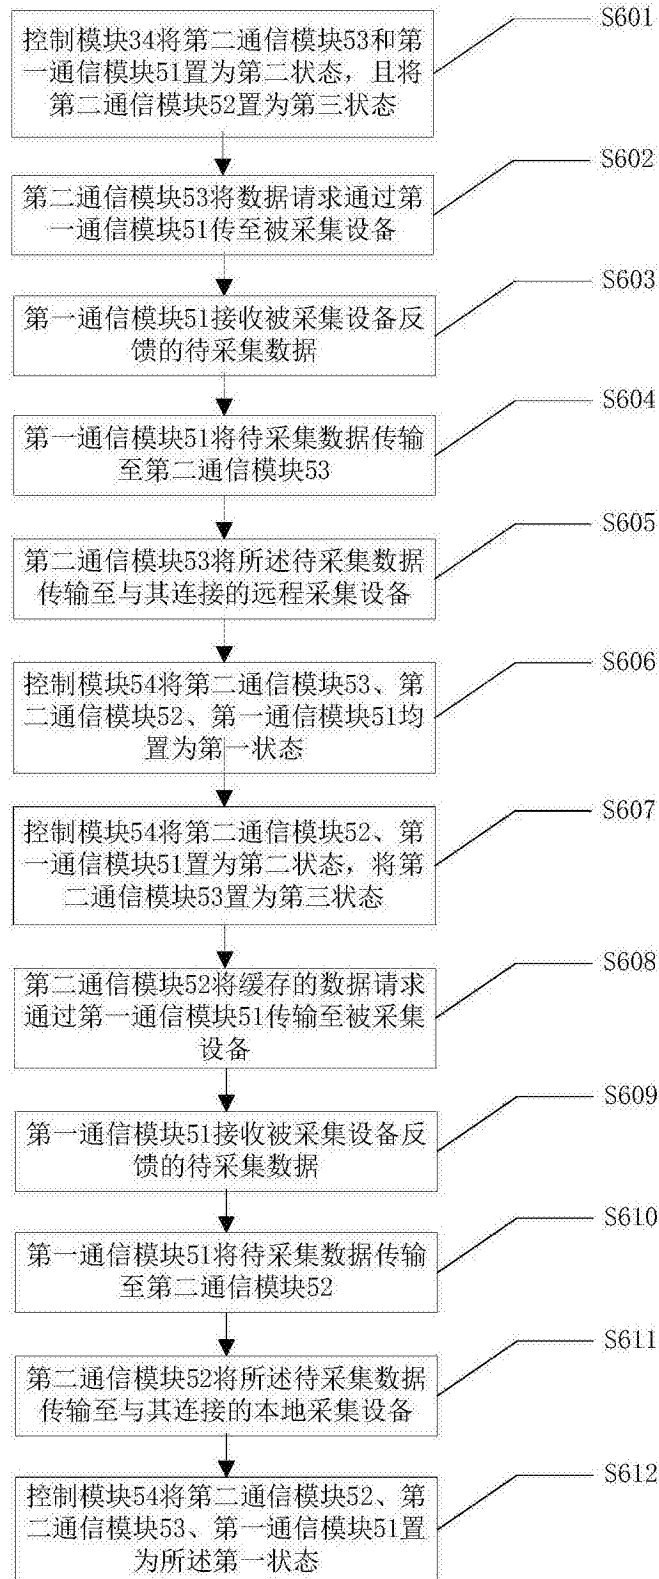 S601
控制模块34将第二通信模块53和第
一通信模块51置为第二状态，且将
第二通信模块52置为第三状态
S602
第二通信模块53将数据请求通过第
一通信模块51传至被采集设备
S603
第一通信模块51接收被采集设备反
馈的待采集数据
S604
第一通信模块51将待采集数据传输
至第二通信模块53
S605
第二通信模块53将所述待采集数据
传输至与其连接的远程采集设备
S606
控制模块54将第二通信模块53、第
二通信模块52、第一通信模块51均
置为第一状态
S607
控制模块54将第二通信模块52、第
一通信模块51置为第二状态，将第
二通信模块53置为第三状态
S608
第二通信模块52将缓存的数据请求
通过第一通信模块51传输至被采集
设备
S609
第一通信模块51接收被采集设备反
馈的待采集数据
S610
第一通信模块51将待采集数据传输
至第二通信模块52
S611
第二通信模块52将所述待采集数据
传输至与其连接的本地采集设备
S612
控制模块54将第二通信模块52、第
二通信模块53、第一通信模块51置
为所述第一状态